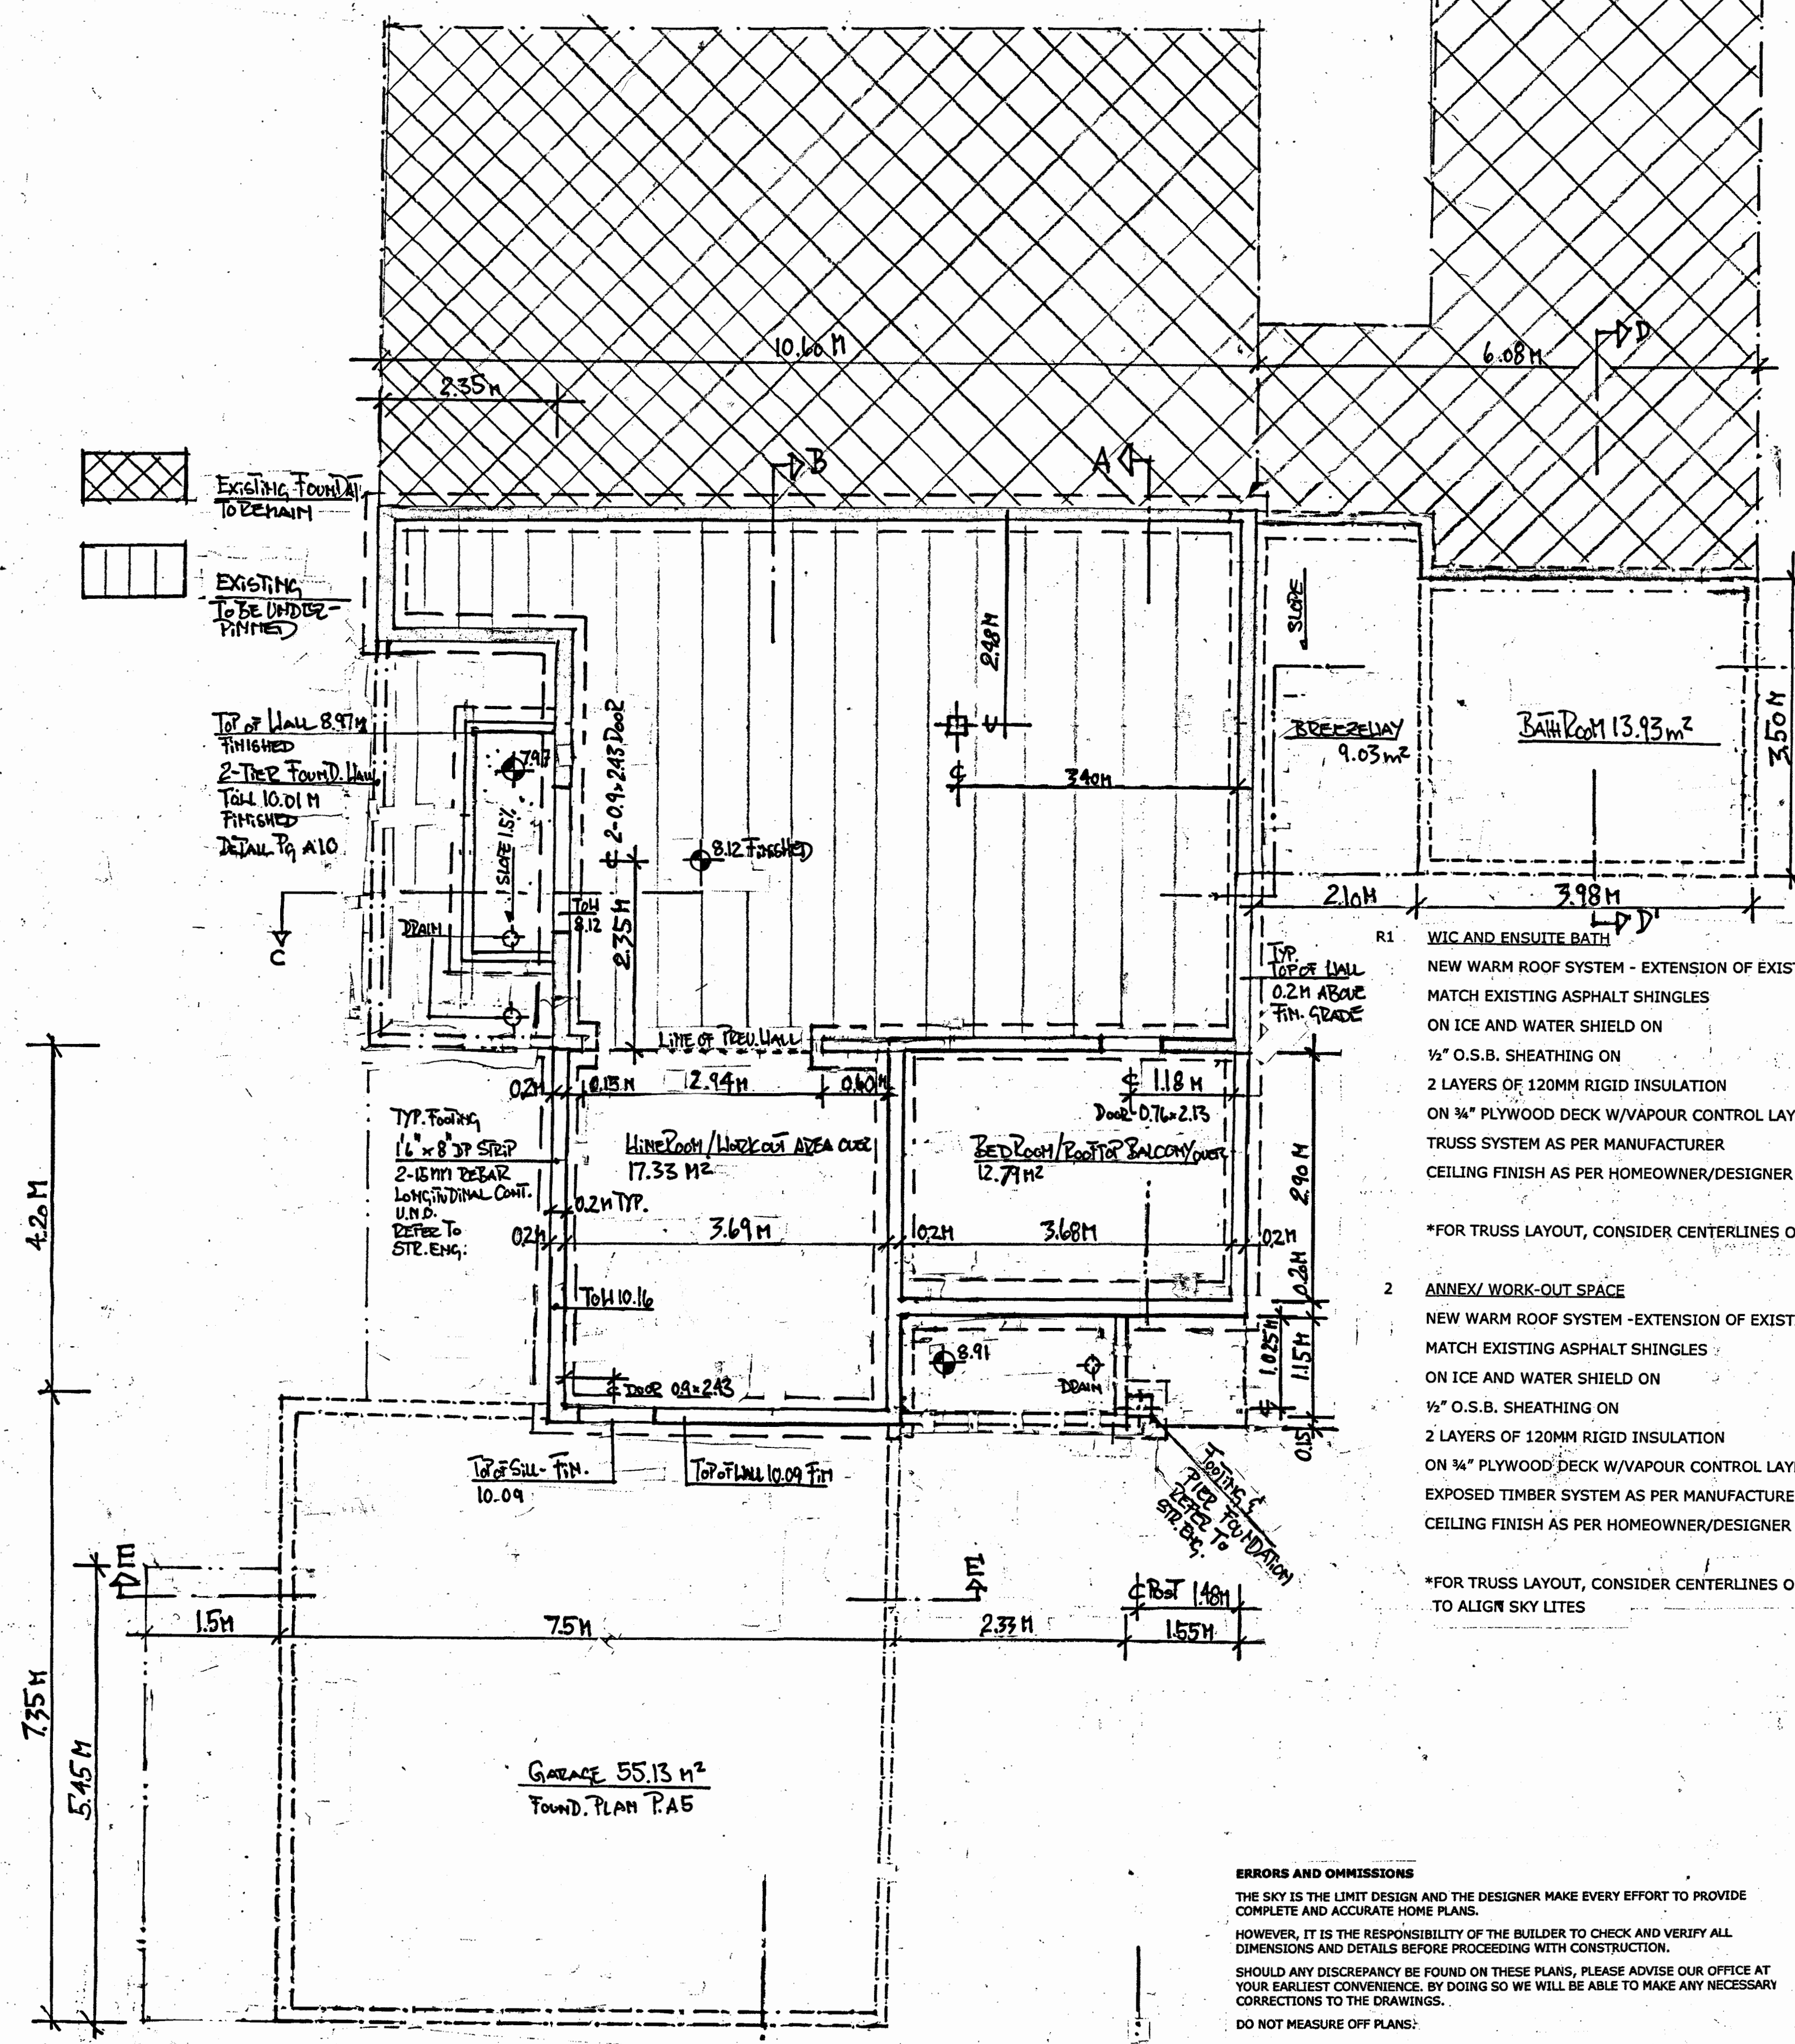 10.60 M
6.08M
D
2.35M
B
A
EXISTING FOUNDAT.
TO REMAIN
EXISTING
TO BE UNDER-
PINNED
2.48M
SLOPE
TOP OF WALL 8.97M
FINISHED
2-TIER FOUND. WALL
TOW 10.01 M
FINISHED
DETAIL PG A10
7.97
SLOPE 1.5%
DRAIN
C
TOW
8.12
℄ 2-0.9x2.43 DOOR
2.35 M
8.12 FINISHED
℄
℄
3.40M
BREEZEWAY
9.03m²
BATHROOM 13.93m²
3.50 M
2.10M
3.98M
D'
TYP.
TOP OF WALL
0.2M ABOVE
FIN. GRADE
R1 WIC AND ENSUITE BATH
NEW WARM ROOF SYSTEM - EXTENSION OF EXIST
MATCH EXISTING ASPHALT SHINGLES
ON ICE AND WATER SHIELD ON
½" O.S.B. SHEATHING ON
2 LAYERS OF 120MM RIGID INSULATION
ON ¾" PLYWOOD DECK W/VAPOUR CONTROL LAY
TRUSS SYSTEM AS PER MANUFACTURER
CEILING FINISH AS PER HOMEOWNER/DESIGNER
*FOR TRUSS LAYOUT, CONSIDER CENTERLINES O
2 ANNEX/ WORK-OUT SPACE
NEW WARM ROOF SYSTEM -EXTENSION OF EXIST
MATCH EXISTING ASPHALT SHINGLES
ON ICE AND WATER SHIELD ON
½" O.S.B. SHEATHING ON
2 LAYERS OF 120MM RIGID INSULATION
ON ¾" PLYWOOD DECK W/VAPOUR CONTROL LAY
EXPOSED TIMBER SYSTEM AS PER MANUFACTURE
CEILING FINISH AS PER HOMEOWNER/DESIGNER
*FOR TRUSS LAYOUT, CONSIDER CENTERLINES O
TO ALIGN SKY LITES
LINE OF PREV. WALL
0.2M
0.15 M
2.94M
0.60M
℄ 1.18 M
DOOR 0.76x2.13
TYP. FOOTING
1'6" x 8" DP STRIP
2-15MM REBAR
LONGITUDINAL CONT.
U.N.O.
REFER TO
STR. ENG.
WINEROOM/WORKOUT AREA OVER
17.33 M²
BEDROOM/ROOFTOP BALCONY OVER
12.79M²
0.2M TYP.
0.2M
3.69 M
0.2M
3.68M
0.2M
2.90 M
0.20M
1.15M
1.025M
℄
0.15
4.20 M
TOW 10.16
8.91
DRAIN
℄ DOOR 0.9x2.43
TOP OF SILL - FIN.
10.09
TOP OF WALL 10.09 FIN
FOOTING &
PIER FOUNDATION
REFER TO
STR. ENG.
E
E
℄ POST 1.48M
1.5M
7.5M
2.33 M
1.55M
7.35 M
5.45 M
GARAGE 55.13 M²
FOUND. PLAN P.A5
ERRORS AND OMMISSIONS
THE SKY IS THE LIMIT DESIGN AND THE DESIGNER MAKE EVERY EFFORT TO PROVIDE
COMPLETE AND ACCURATE HOME PLANS.
HOWEVER, IT IS THE RESPONSIBILITY OF THE BUILDER TO CHECK AND VERIFY ALL
DIMENSIONS AND DETAILS BEFORE PROCEEDING WITH CONSTRUCTION.
SHOULD ANY DISCREPANCY BE FOUND ON THESE PLANS, PLEASE ADVISE OUR OFFICE AT
YOUR EARLIEST CONVENIENCE. BY DOING SO WE WILL BE ABLE TO MAKE ANY NECESSARY
CORRECTIONS TO THE DRAWINGS.
DO NOT MEASURE OFF PLANS.